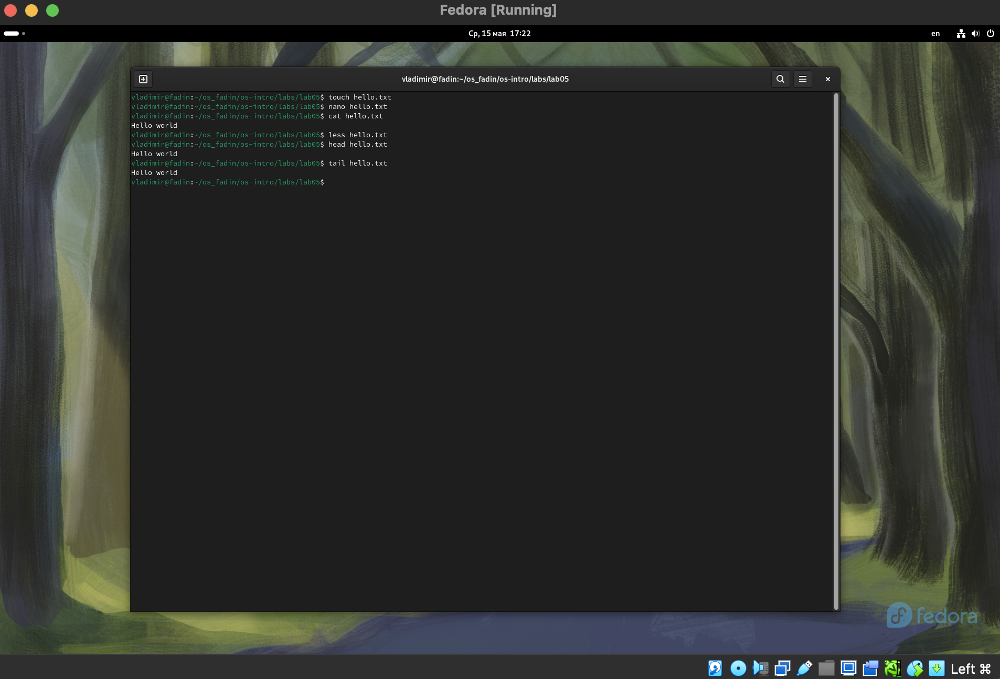 Fedora [Running]
Ср, 15 мая 17:22
en
vladimir@fadin:~/os_fadin/os-intro/labs/lab05
vladimir@fadin:~/os_fadin/os-intro/labs/lab05$ touch hello.txt
vladimir@fadin:~/os_fadin/os-intro/labs/lab05$ nano hello.txt
vladimir@fadin:~/os_fadin/os-intro/labs/lab05$ cat hello.txt
Hello world
vladimir@fadin:~/os_fadin/os-intro/labs/lab05$ less hello.txt
vladimir@fadin:~/os_fadin/os-intro/labs/lab05$ head hello.txt
Hello world
vladimir@fadin:~/os_fadin/os-intro/labs/lab05$ tail hello.txt
Hello world
vladimir@fadin:~/os_fadin/os-intro/labs/lab05$
fedora
Left ⌘